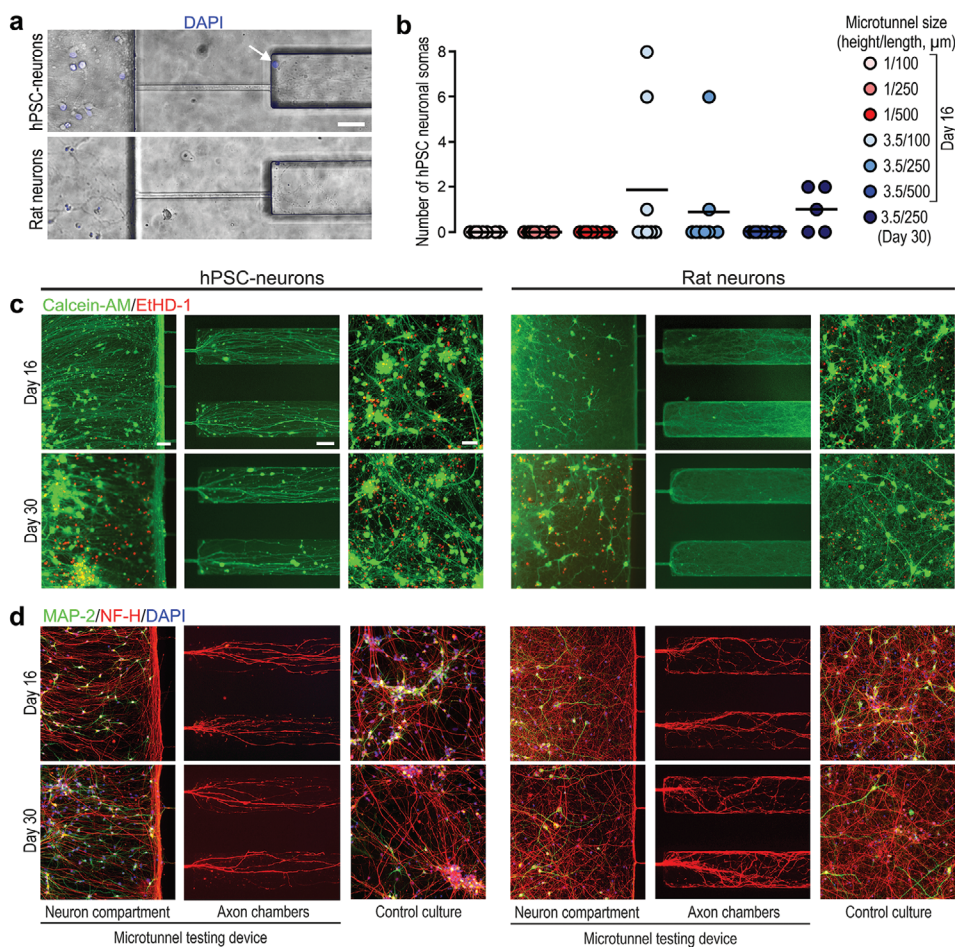 a
DAPI
hPSC-neurons
Rat neurons
b
Number of hPSC neuronal somas
8
6
4
2
0
Microtunnel size
(height/length, µm)
1/100
1/250
1/500
3.5/100
3.5/250
3.5/500
Day 16
3.5/250
(Day 30)
hPSC-neurons
Rat neurons
c
Calcein-AM/EtHD-1
Day 16
Day 30
d
MAP-2/NF-H/DAPI
Day 16
Day 30
Neuron compartment
Axon chambers
Control culture
Neuron compartment
Axon chambers
Control culture
Microtunnel testing device
Microtunnel testing device